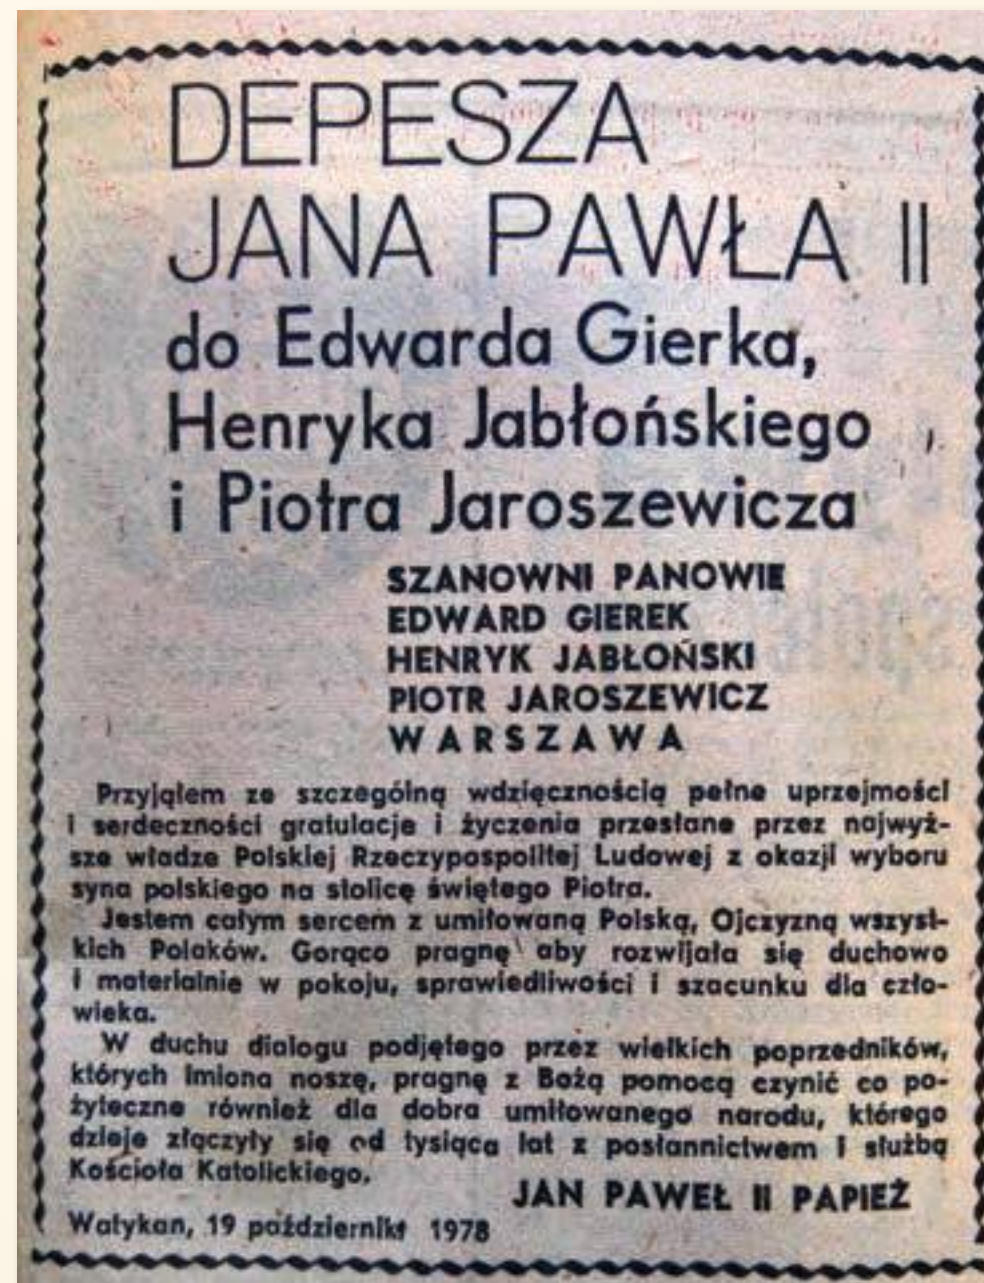 DEPESZA
JANA PAWŁA II
do Edwarda Gierka,
Henryka Jabłońskiego
i Piotra Jaroszewicza
SZANOWNI PANOWIE
EDWARD GIEREK
HENRYK JABŁOŃSKI
PIOTR JAROSZEWICZ
WARSZAWA
Przyjąłem ze szczególną wdzięcznością pełne uprzejmości
i serdeczności gratulacje i życzenia przesłane przez najwyż-
sze władze Polskiej Rzeczypospolitej Ludowej z okazji wyboru
syna polskiego na stolicę świętego Piotra.
Jestem całym sercem z umiłowaną Polską, Ojczyzną wszyst-
kich Polaków. Gorąco pragnę aby rozwijała się duchowo
i materialnie w pokoju, sprawiedliwości i szacunku dla czło-
wieka.
W duchu dialogu podjętego przez wielkich poprzedników,
których imiona noszę, pragnę z Bożą pomocą czynić co po-
żyteczne również dla dobra umiłowanego narodu, którego
dzieje złączyły się od tysiąca lat z posłannictwem i służbą
Kościoła Katolickiego.
JAN PAWEŁ II PAPIEŻ
Watykan, 19 października 1978